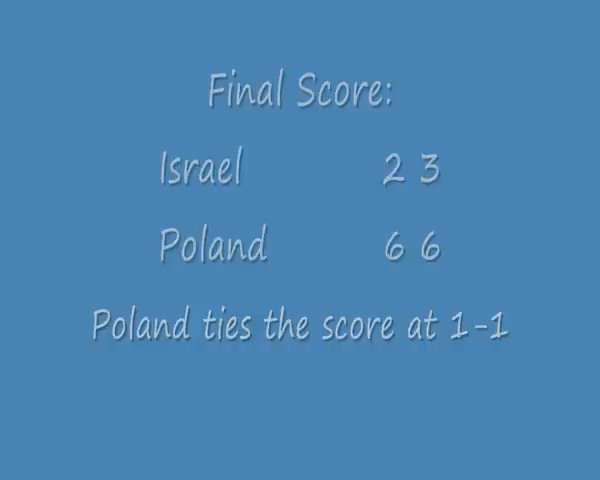 Final Score:
Israel 2 3
Poland 6 6
Poland ties the score at 1-1